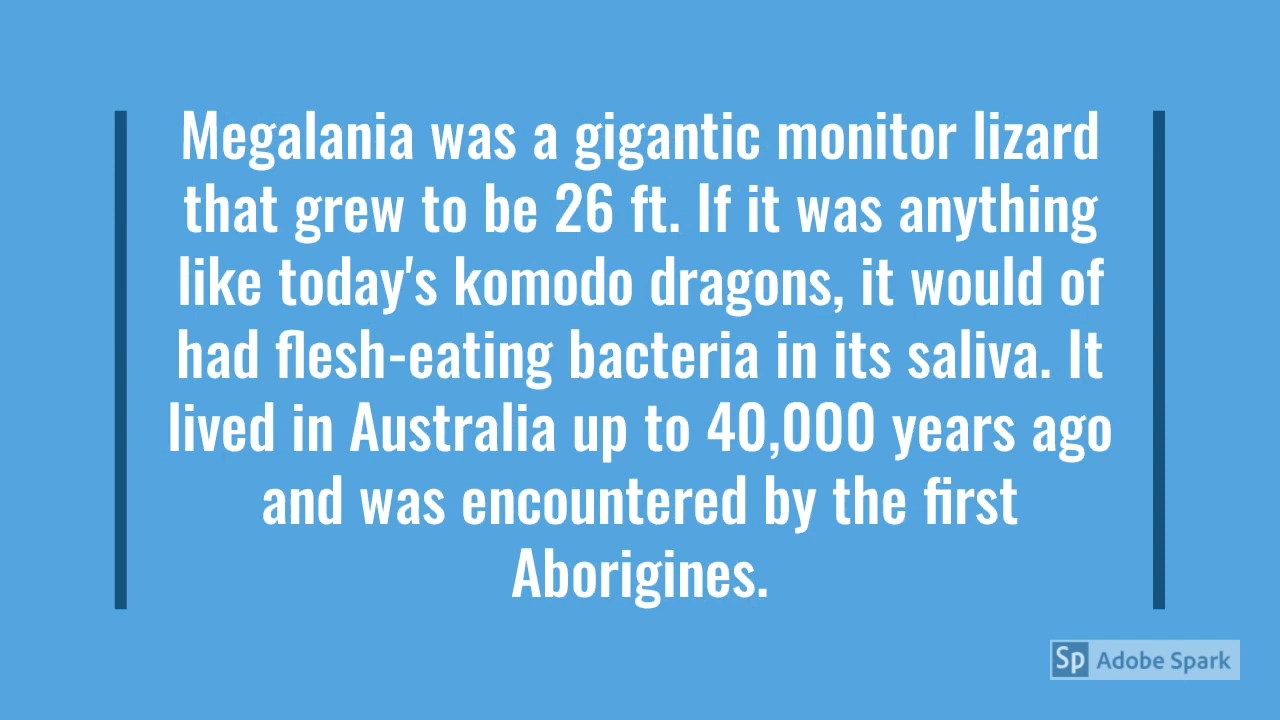 Megalania was a gigantic monitor lizard
that grew to be 26 ft. If it was anything
like today's komodo dragons, it would of
had flesh-eating bacteria in its saliva. It
lived in Australia up to 40,000 years ago
and was encountered by the first
Aborigines.
Sp Adobe Spark